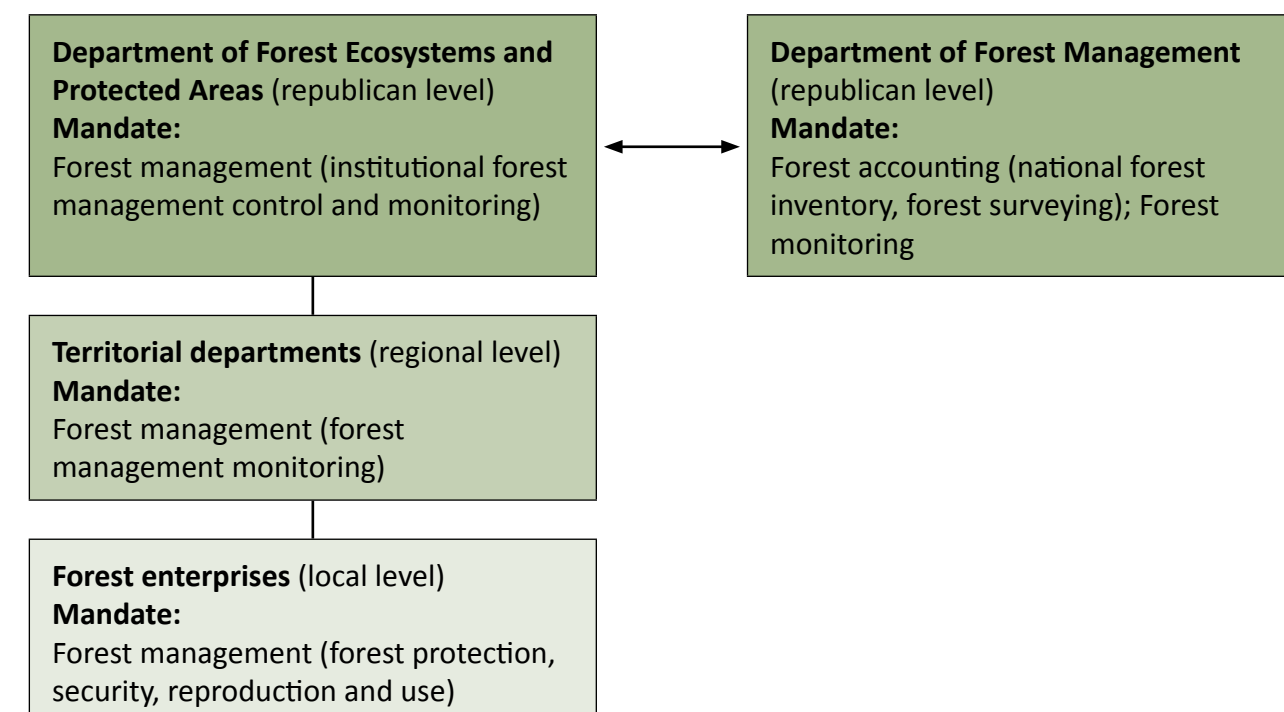 Department of Forest Ecosystems and
Protected Areas (republican level)
Mandate:
Forest management (institutional forest
management control and monitoring)
Department of Forest Management
(republican level)
Mandate:
Forest accounting (national forest
inventory, forest surveying); Forest
monitoring
Territorial departments (regional level)
Mandate:
Forest management (forest
management monitoring)
Forest enterprises (local level)
Mandate:
Forest management (forest protection,
security, reproduction and use)